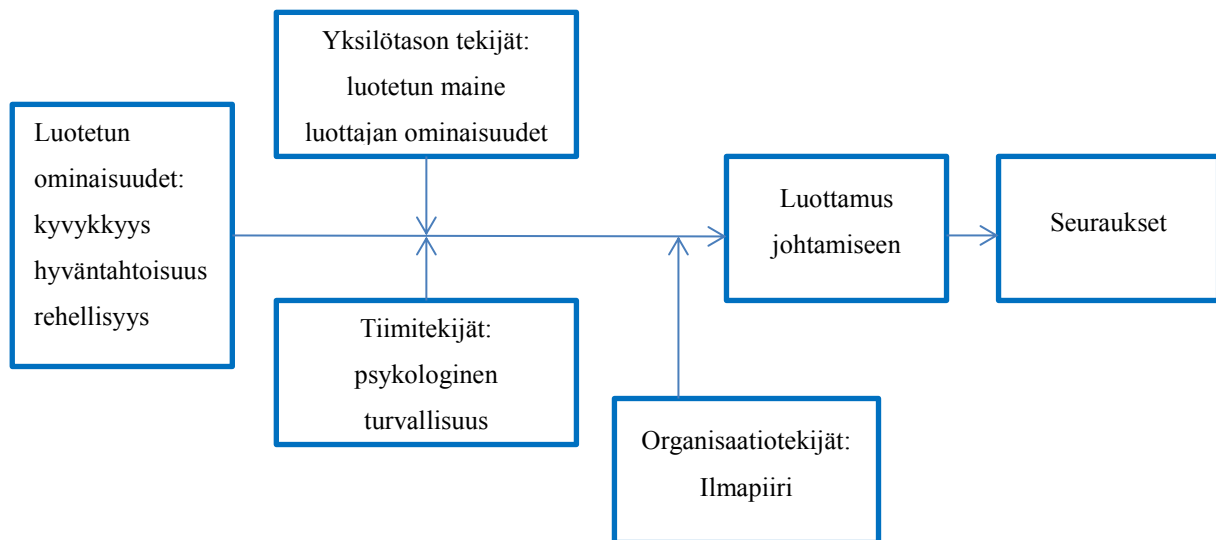 Luotetun
ominaisuudet:
kyvykkyys
hyväntahtoisuus
rehellisyys
Yksilötason tekijät:
luotetun maine
luottajan ominaisuudet
Tiimitekijät:
psykologinen
turvallisuus
Organisaatiotekijät:
Ilmapiiri
Luottamus
johtamiseen
Seuraukset